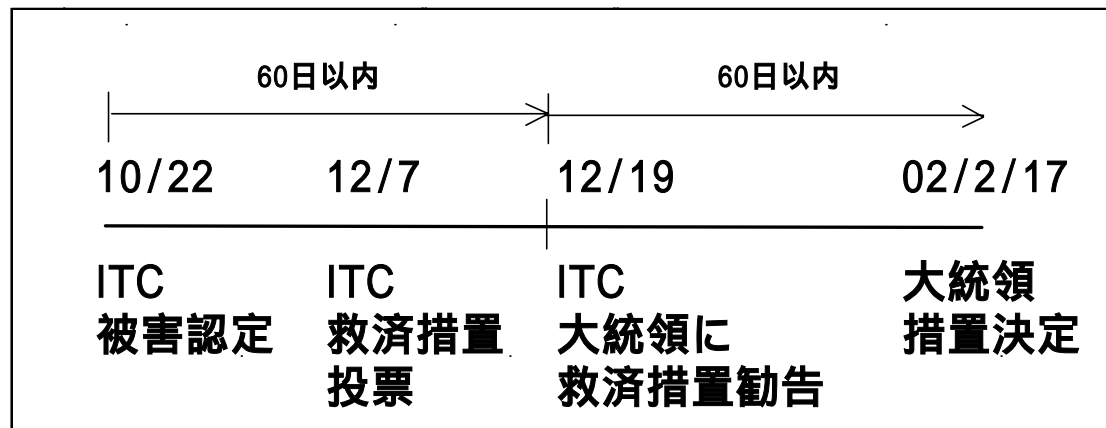 60日以内 60日以内
10/22 12/7 12/19 02/2/17
ITC ITC ITC 大統領
被害認定 救済措置 大統領に 措置決定
投票 救済措置勧告